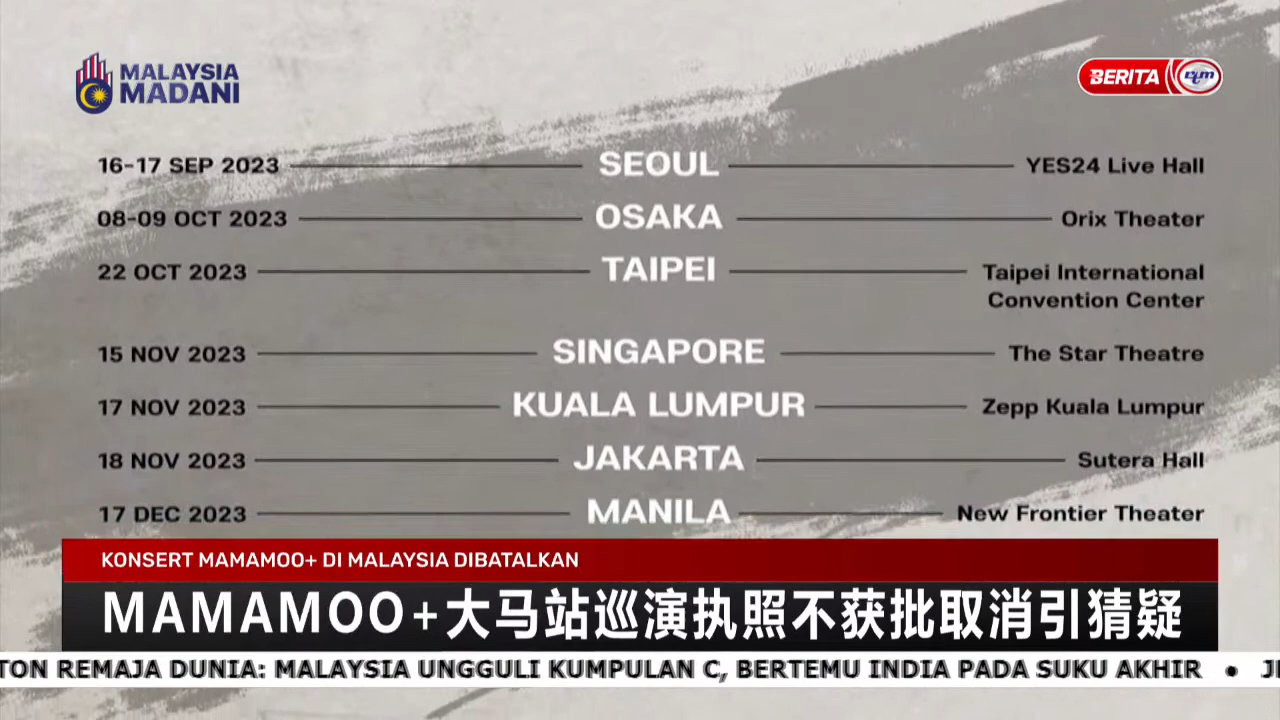 MALAYSIA
MADANI
BERITA rtm
16-17 SEP 2023 SEOUL YES24 Live Hall
08-09 OCT 2023 OSAKA Orix Theater
22 OCT 2023 TAIPEI Taipei International
Convention Center
15 NOV 2023 SINGAPORE The Star Theatre
17 NOV 2023 KUALA LUMPUR Zepp Kuala Lumpur
18 NOV 2023 JAKARTA Sutera Hall
17 DEC 2023 MANILA New Frontier Theater
KONSERT MAMAMOO+ DI MALAYSIA DIBATALKAN
MAMAMOO+大马站巡演执照不获批取消引猜疑
TON REMAJA DUNIA: MALAYSIA UNGGULI KUMPULAN C, BERTEMU INDIA PADA SUKU AKHIR •